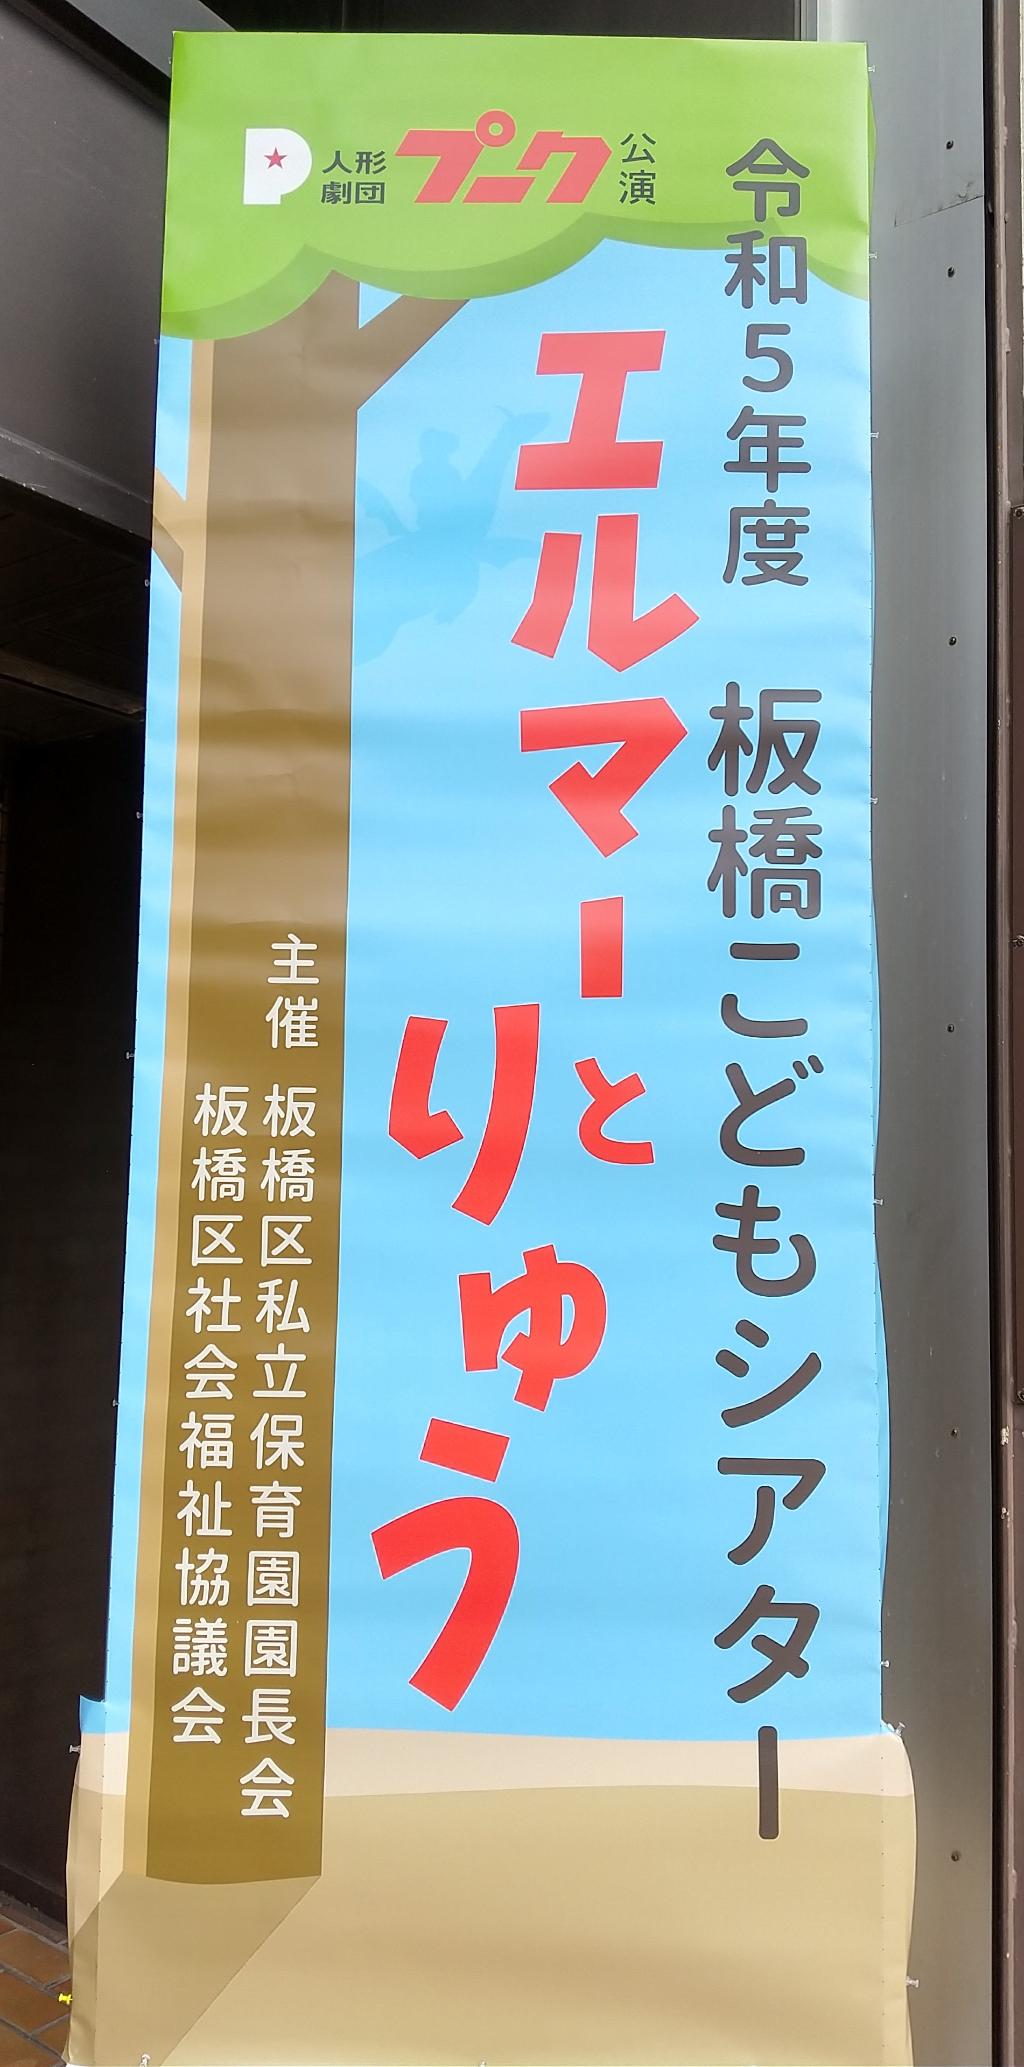 人形劇団プーク公演
令和5年度 板橋こどもシアター
エルマーと
りゅう
主催 板橋区私立保育園園長会
板橋区社会福祉協議会